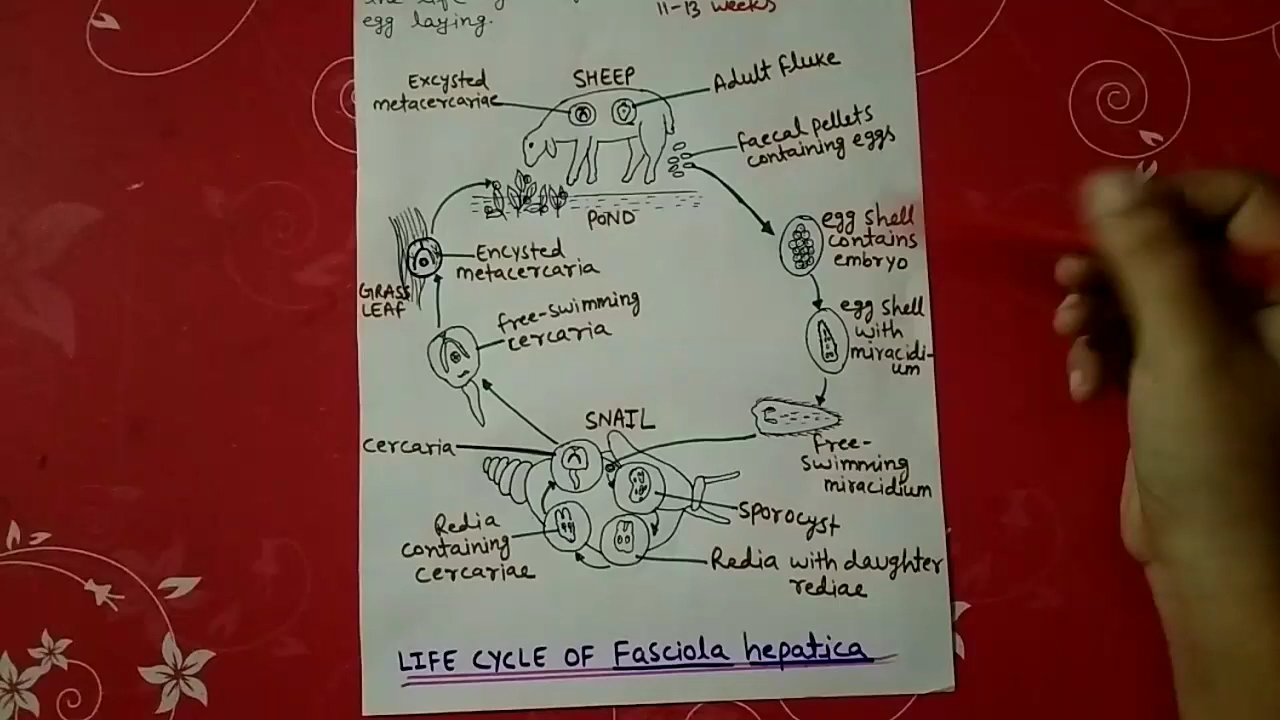 the life
egg laying.
11-13 weeks
Excysted
metacercariae
SHEEP
Adult fluke
faecal pellets
containing eggs
POND
egg shell
contains
embryo
Encysted
metacercaria
GRASS
LEAF
free-swimming
cercaria
egg shell
with
miracidi-
um
SNAIL
cercaria
free-
swimming
miracidium
sporocyst
Redia
containing
cercariae
Redia with daughter
rediae
LIFE CYCLE OF Fasciola hepatica